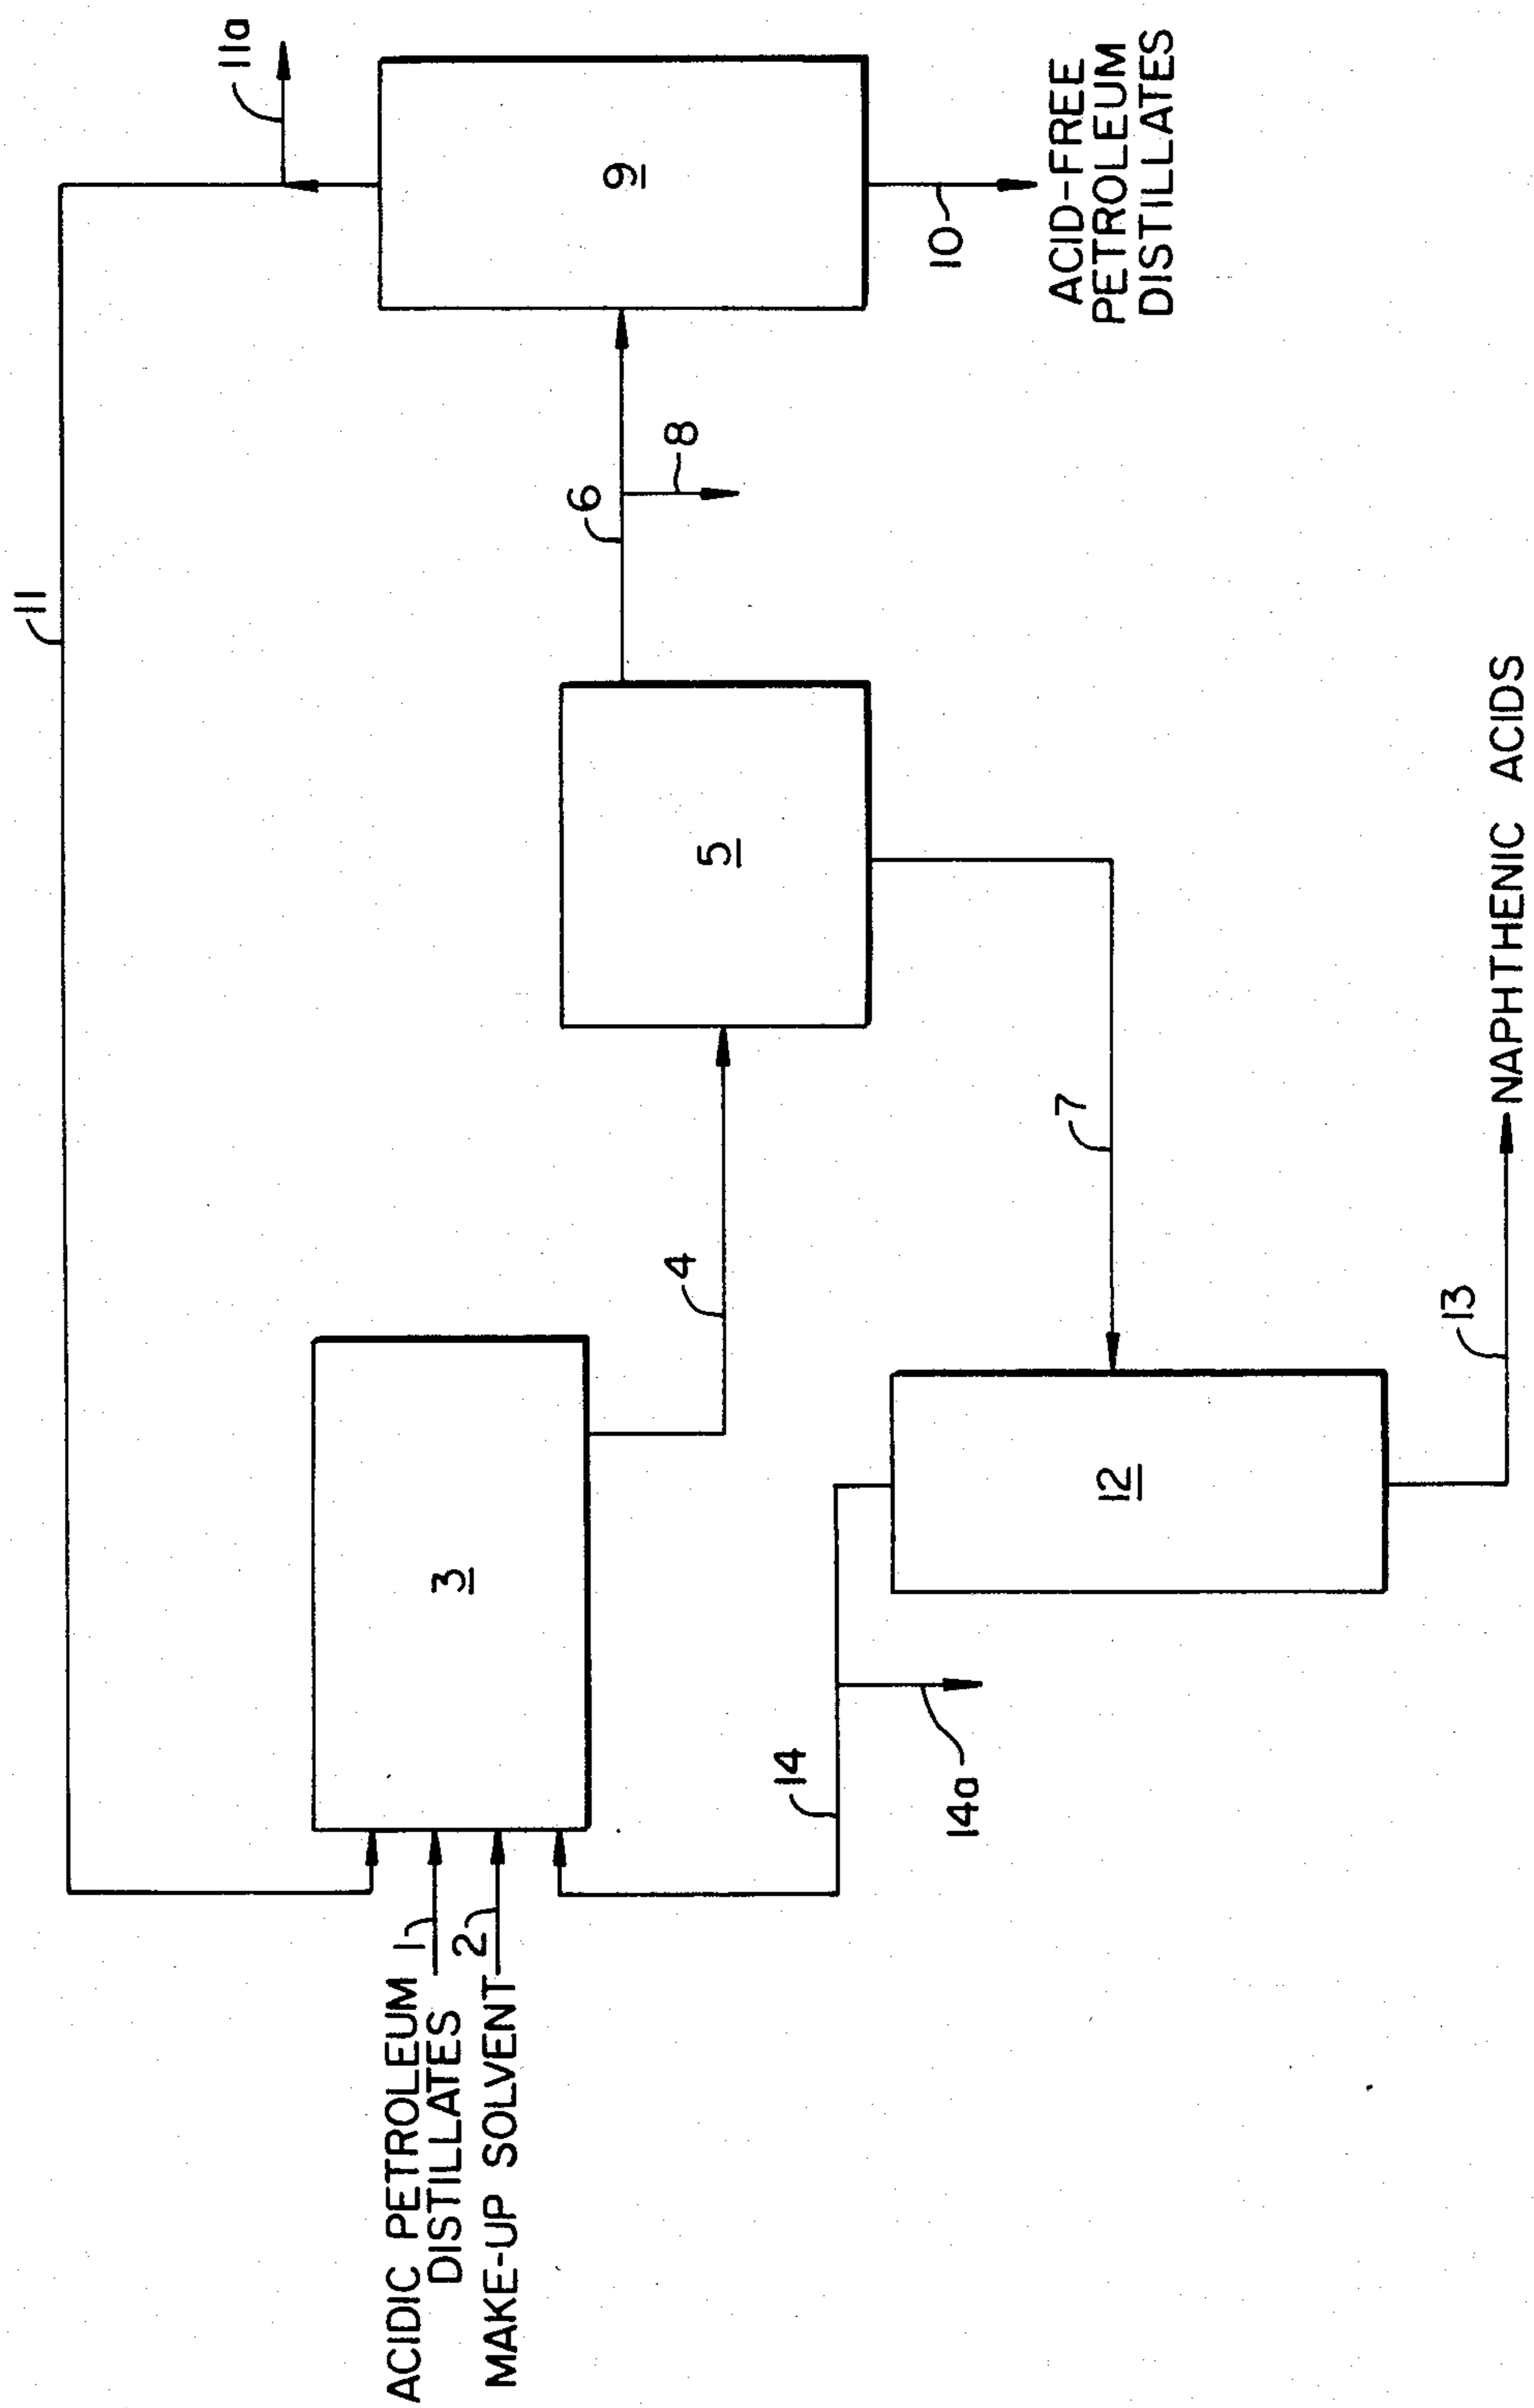 11
11a
9
6
8
10
ACID-FREE
PETROLEUM
DISTILLATES
5
4
3
ACIDIC PETROLEUM
DISTILLATES
1
MAKE-UP SOLVENT
2
7
14
14a
12
13
NAPHTHENIC ACIDS